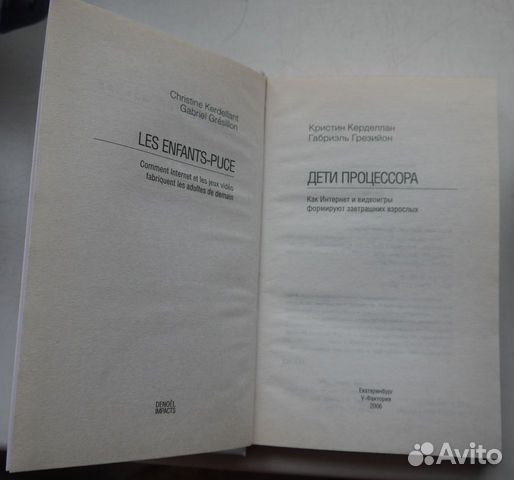 Christine Kerdellant
Gabriel Grésillon
LES ENFANTS-PUCE
Comment Internet et les jeux vidéo
fabriquent les adultes de demain
DENOËL
IMPACTS
Кристин Керделлан
Габриэль Грезийон
ДЕТИ ПРОЦЕССОРА
Как Интернет и видеоигры
формируют завтрашних взрослых
Екатеринбург
У-Фактория
2006
Avito